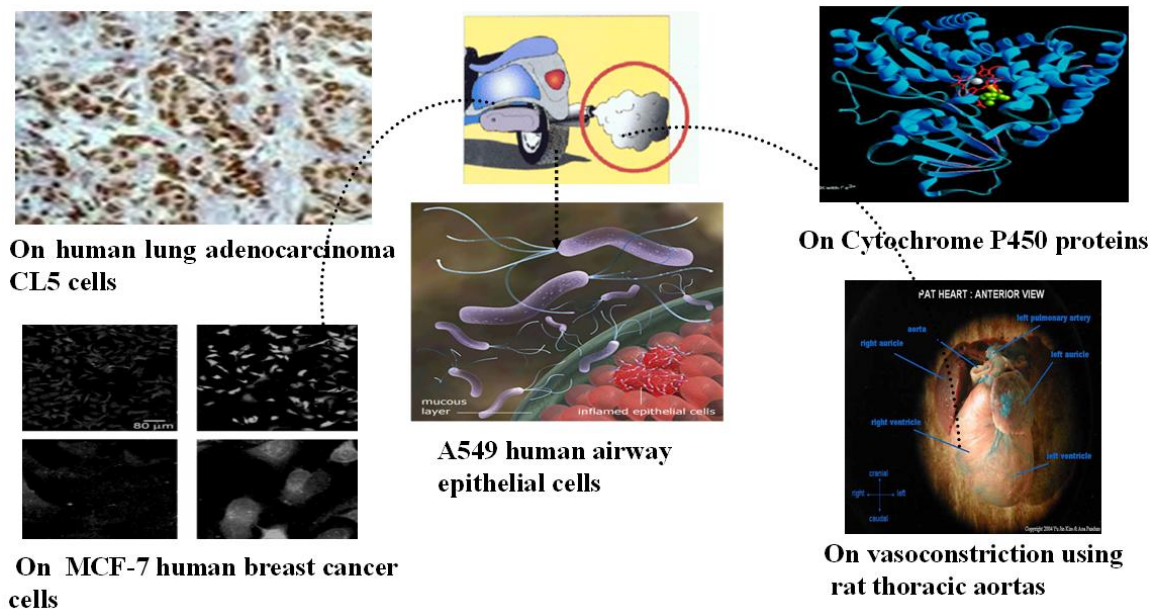 On human lung adenocarcinoma
CL5 cells
80 µm
On MCF-7 human breast cancer
cells
mucous
layer
inflamed epithelial cells
A549 human airway
epithelial cells
On Cytochrome P450 proteins
RAT HEART : ANTERIOR VIEW
left pulmonary artery
aorta
right auricle
left auricle
right ventricle
left ventricle
cranial
right
left
caudal
On vasoconstriction using
rat thoracic aortas